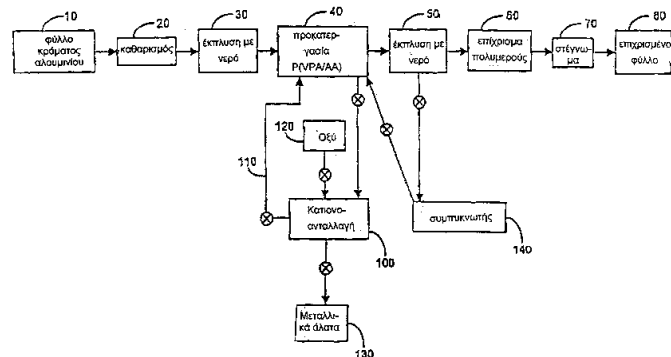 10
20
30
40
50
60
70
80
φύλλο
κράματος
αλουμινίου
καθαρισμός
έκπλυση με
νερό
προκατερ-
γασία
P(VPA/AA)
έκπλυση με
νερό
επίχρισμα
πολυμερούς
στέγνω-
μα
επιχρισμένο
φύλλο
120
Οξύ
110
Κατιονο-
ανταλλαγή
100
συμπυκνωτής
140
Μεταλλι-
κά άλατα
130